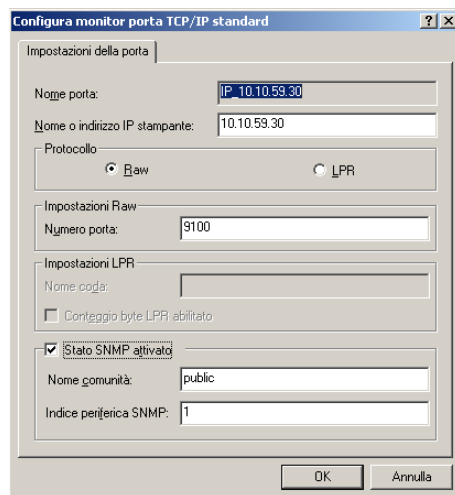 Configura monitor porta TCP/IP standard
Impostazioni della porta
Nome porta: IP_10.10.59.30
Nome o indirizzo IP stampante: 10.10.59.30
Protocollo
Raw LPR
Impostazioni Raw
Numero porta: 9100
Impostazioni LPR
Nome coda:
Conteggio byte LPR abilitato
Stato SNMP attivato
Nome comunità: public
Indice periferica SNMP: 1
OK Annulla